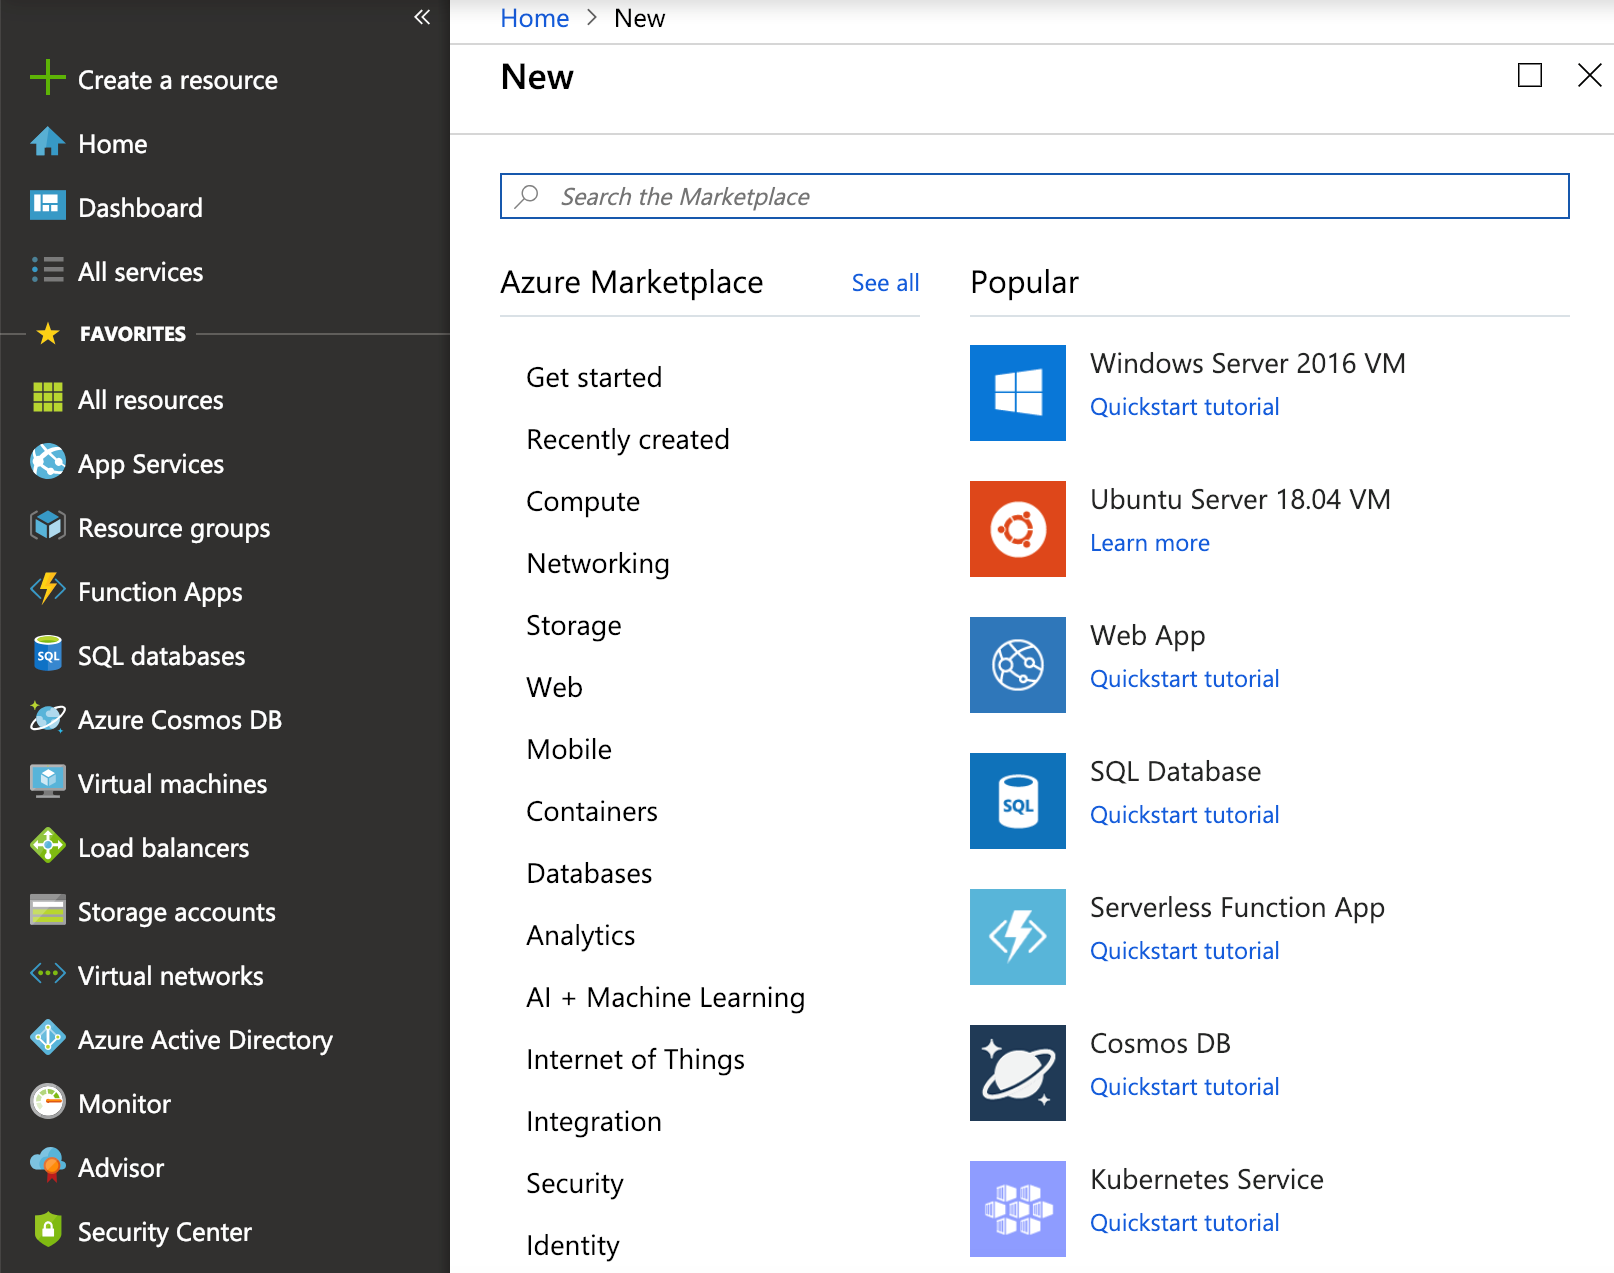 «
Create a resource
Home
Dashboard
All services
FAVORITES
All resources
App Services
Resource groups
Function Apps
SQL
SQL databases
Azure Cosmos DB
Virtual machines
Load balancers
Storage accounts
Virtual networks
Azure Active Directory
Monitor
Advisor
Security Center
Home > New
New
Search the Marketplace
Azure Marketplace
See all
Get started
Recently created
Compute
Networking
Storage
Web
Mobile
Containers
Databases
Analytics
AI + Machine Learning
Internet of Things
Integration
Security
Identity
Popular
Windows Server 2016 VM
Quickstart tutorial
Ubuntu Server 18.04 VM
Learn more
Web App
Quickstart tutorial
SQL
SQL Database
Quickstart tutorial
Serverless Function App
Quickstart tutorial
Cosmos DB
Quickstart tutorial
Kubernetes Service
Quickstart tutorial